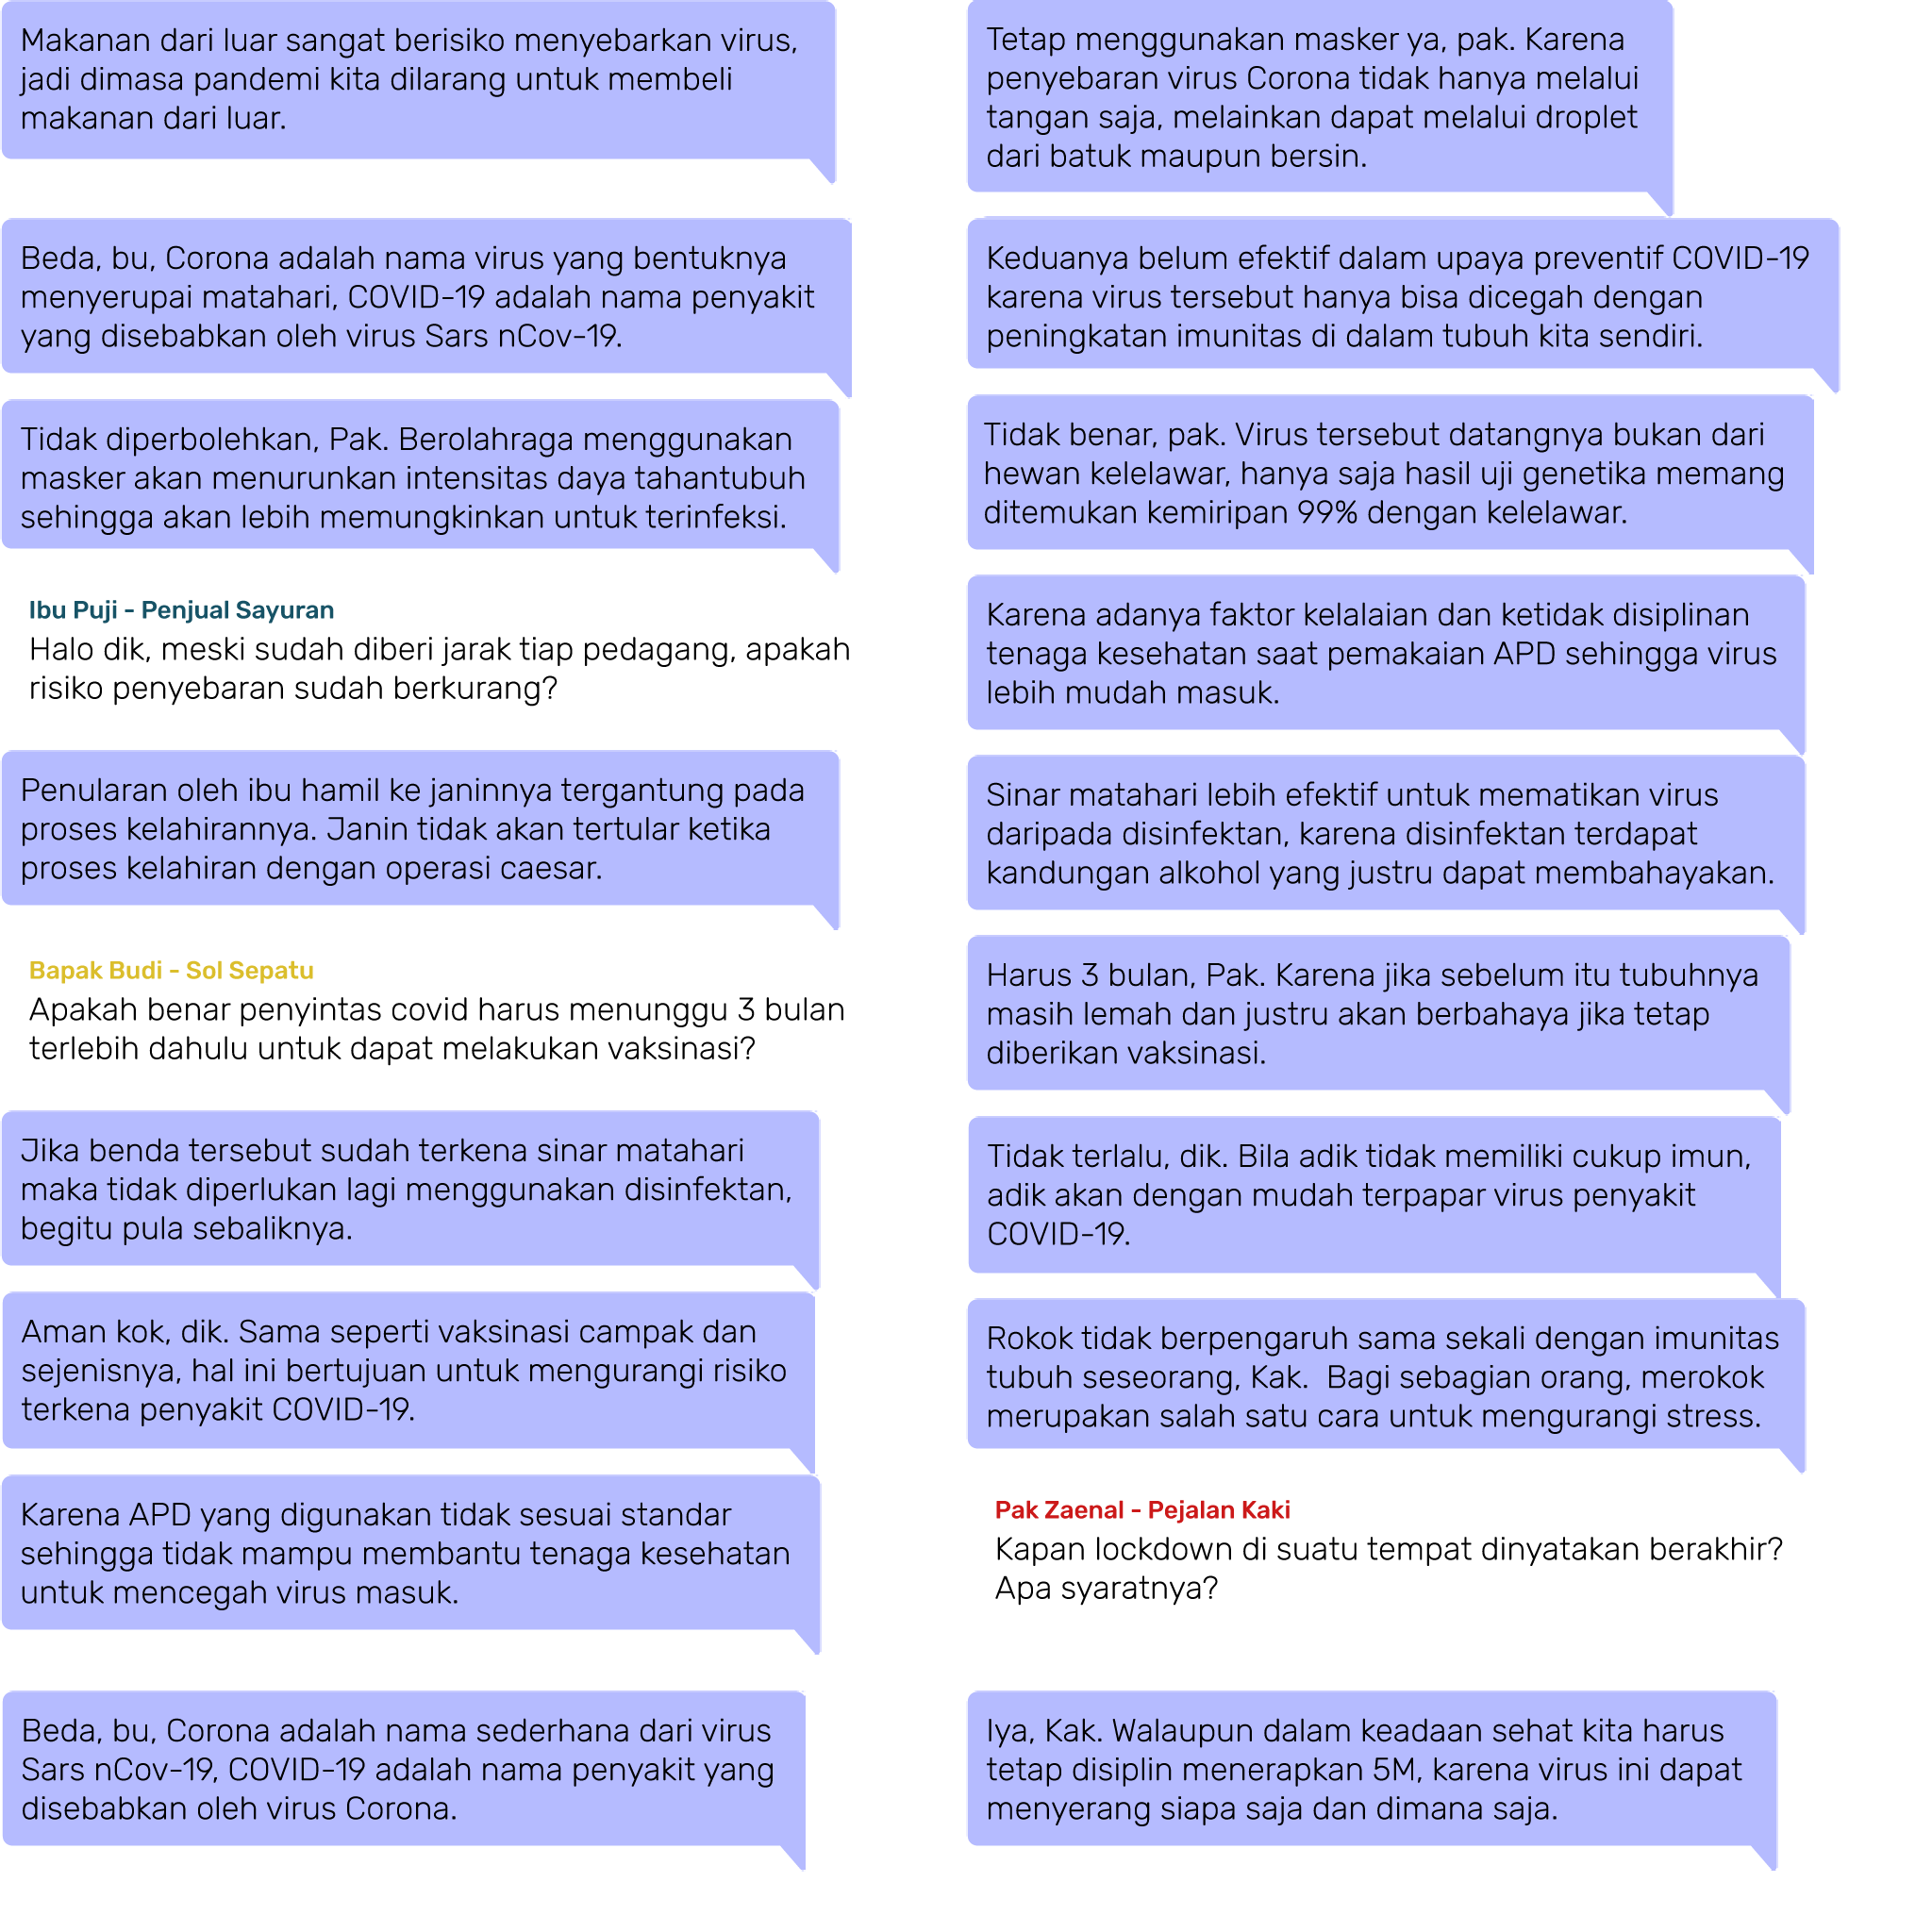 Makanan dari luar sangat berisiko menyebarkan virus,
jadi dimasa pandemi kita dilarang untuk membeli
makanan dari luar.
Beda, bu, Corona adalah nama virus yang bentuknya
menyerupai matahari, COVID-19 adalah nama penyakit
yang disebabkan oleh virus Sars nCov-19.
Tidak diperbolehkan, Pak. Berolahraga menggunakan
masker akan menurunkan intensitas daya tahantubuh
sehingga akan lebih memungkinkan untuk terinfeksi.
Ibu Puji - Penjual Sayuran
Halo dik, meski sudah diberi jarak tiap pedagang, apakah
risiko penyebaran sudah berkurang?
Penularan oleh ibu hamil ke janinnya tergantung pada
proses kelahirannya. Janin tidak akan tertular ketika
proses kelahiran dengan operasi caesar.
Bapak Budi - Sol Sepatu
Apakah benar penyintas covid harus menunggu 3 bulan
terlebih dahulu untuk dapat melakukan vaksinasi?
Jika benda tersebut sudah terkena sinar matahari
maka tidak diperlukan lagi menggunakan disinfektan,
begitu pula sebaliknya.
Aman kok, dik. Sama seperti vaksinasi campak dan
sejenisnya, hal ini bertujuan untuk mengurangi risiko
terkena penyakit COVID-19.
Karena APD yang digunakan tidak sesuai standar
sehingga tidak mampu membantu tenaga kesehatan
untuk mencegah virus masuk.
Beda, bu, Corona adalah nama sederhana dari virus
Sars nCov-19, COVID-19 adalah nama penyakit yang
disebabkan oleh virus Corona.
Tetap menggunakan masker ya, pak. Karena
penyebaran virus Corona tidak hanya melalui
tangan saja, melainkan dapat melalui droplet
dari batuk maupun bersin.
Keduanya belum efektif dalam upaya preventif COVID-19
karena virus tersebut hanya bisa dicegah dengan
peningkatan imunitas di dalam tubuh kita sendiri.
Tidak benar, pak. Virus tersebut datangnya bukan dari
hewan kelelawar, hanya saja hasil uji genetika memang
ditemukan kemiripan 99% dengan kelelawar.
Karena adanya faktor kelalaian dan ketidak disiplinan
tenaga kesehatan saat pemakaian APD sehingga virus
lebih mudah masuk.
Sinar matahari lebih efektif untuk mematikan virus
daripada disinfektan, karena disinfektan terdapat
kandungan alkohol yang justru dapat membahayakan.
Harus 3 bulan, Pak. Karena jika sebelum itu tubuhnya
masih lemah dan justru akan berbahaya jika tetap
diberikan vaksinasi.
Tidak terlalu, dik. Bila adik tidak memiliki cukup imun,
adik akan dengan mudah terpapar virus penyakit
COVID-19.
Rokok tidak berpengaruh sama sekali dengan imunitas
tubuh seseorang, Kak. Bagi sebagian orang, merokok
merupakan salah satu cara untuk mengurangi stress.
Pak Zaenal - Pejalan Kaki
Kapan lockdown di suatu tempat dinyatakan berakhir?
Apa syaratnya?
Iya, Kak. Walaupun dalam keadaan sehat kita harus
tetap disiplin menerapkan 5M, karena virus ini dapat
menyerang siapa saja dan dimana saja.